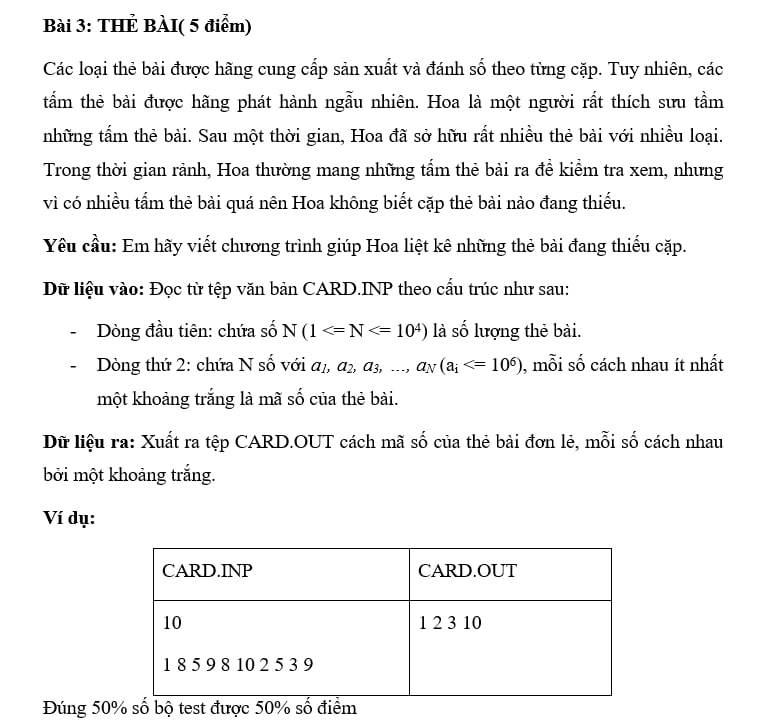 Bài 3: THẺ BÀI( 5 điểm)
Các loại thẻ bài được hãng cung cấp sản xuất và đánh số theo từng cặp. Tuy nhiên, các
tấm thẻ bài được hãng phát hành ngẫu nhiên. Hoa là một người rất thích sưu tầm
những tấm thẻ bài. Sau một thời gian, Hoa đã sở hữu rất nhiều thẻ bài với nhiều loại.
Trong thời gian rảnh, Hoa thường mang những tấm thẻ bài ra để kiểm tra xem, nhưng
vì có nhiều tấm thẻ bài quá nên Hoa không biết cặp thẻ bài nào đang thiếu.
Yêu cầu: Em hãy viết chương trình giúp Hoa liệt kê những thẻ bài đang thiếu cặp.
Dữ liệu vào: Đọc từ tệp văn bản CARD.INP theo cấu trúc như sau:
- Dòng đầu tiên: chứa số N (1 <= N <= 10⁴) là số lượng thẻ bài.
- Dòng thứ 2: chứa N số với a₁, a₂, a₃, ..., aN (aᵢ <= 10⁶), mỗi số cách nhau ít nhất
một khoảng trắng là mã số của thẻ bài.
Dữ liệu ra: Xuất ra tệp CARD.OUT cách mã số của thẻ bài đơn lẻ, mỗi số cách nhau
bởi một khoảng trắng.
Ví dụ:
CARD.INP CARD.OUT
10 1 2 3 10
1 8 5 9 8 10 2 5 3 9
Đúng 50% số bộ test được 50% số điểm